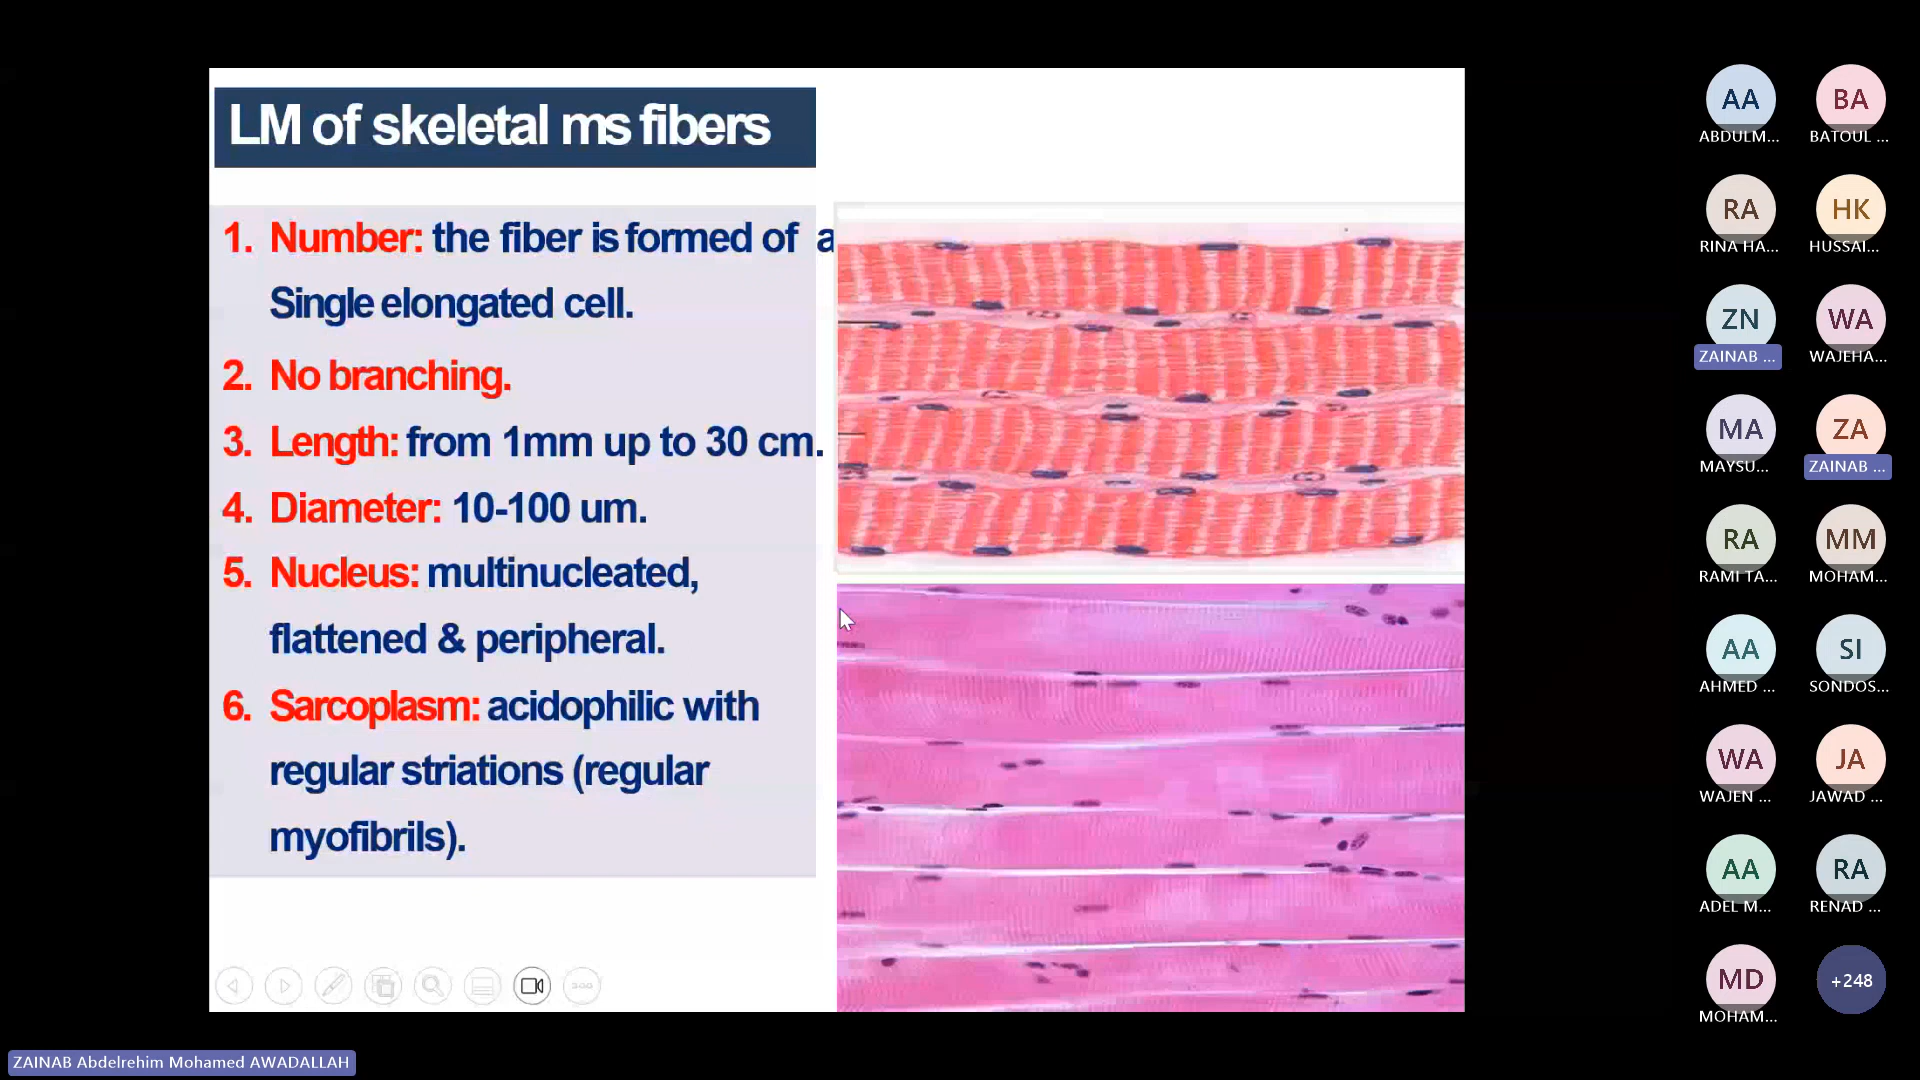 LM of skeletal ms fibers
1. Number: the fiber is formed of a
Single elongated cell.
2. No branching.
3. Length: from 1mm up to 30 cm.
4. Diameter: 10-100 um.
5. Nucleus: multinucleated,
flattened & peripheral.
6. Sarcoplasm: acidophilic with
regular striations (regular
myofibrils).
AA BA
ABDULM... BATOUL ...
RA HK
RINA HA... HUSSAI...
ZN WA
ZAINAB ... WAJEHA...
MA ZA
MAYSU... ZAINAB ...
RA MM
RAMI TA... MOHAM...
AA SI
AHMED ... SONDOS...
WA JA
WAJEN ... JAWAD ...
AA RA
ADEL M... RENAD ...
MD +248
MOHAM...
ZAINAB Abdelrehim Mohamed AWADALLAH